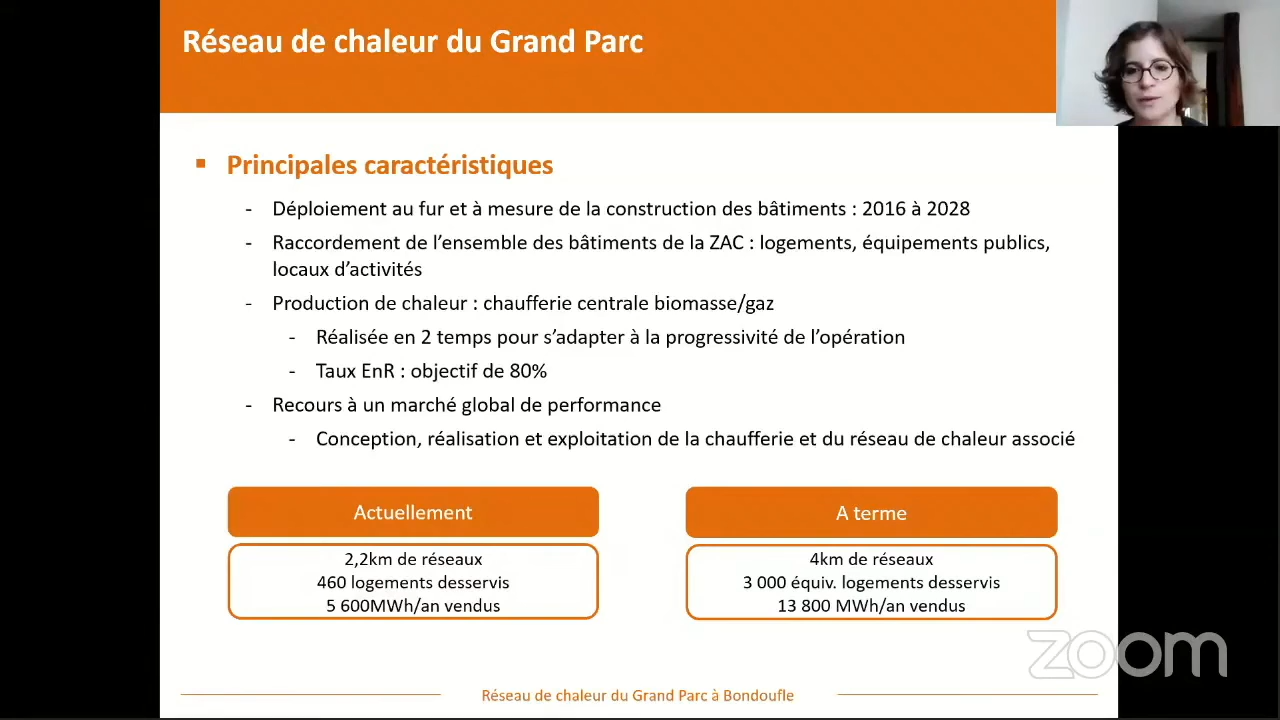 Réseau de chaleur du Grand Parc
▪ Principales caractéristiques
- Déploiement au fur et à mesure de la construction des bâtiments : 2016 à 2028
- Raccordement de l’ensemble des bâtiments de la ZAC : logements, équipements publics,
locaux d’activités
- Production de chaleur : chaufferie centrale biomasse/gaz
- Réalisée en 2 temps pour s’adapter à la progressivité de l’opération
- Taux EnR : objectif de 80%
- Recours à un marché global de performance
- Conception, réalisation et exploitation de la chaufferie et du réseau de chaleur associé
Actuellement
2,2km de réseaux
460 logements desservis
5 600MWh/an vendus
A terme
4km de réseaux
3 000 équiv. logements desservis
13 800 MWh/an vendus
zoom
Réseau de chaleur du Grand Parc à Bondoufle